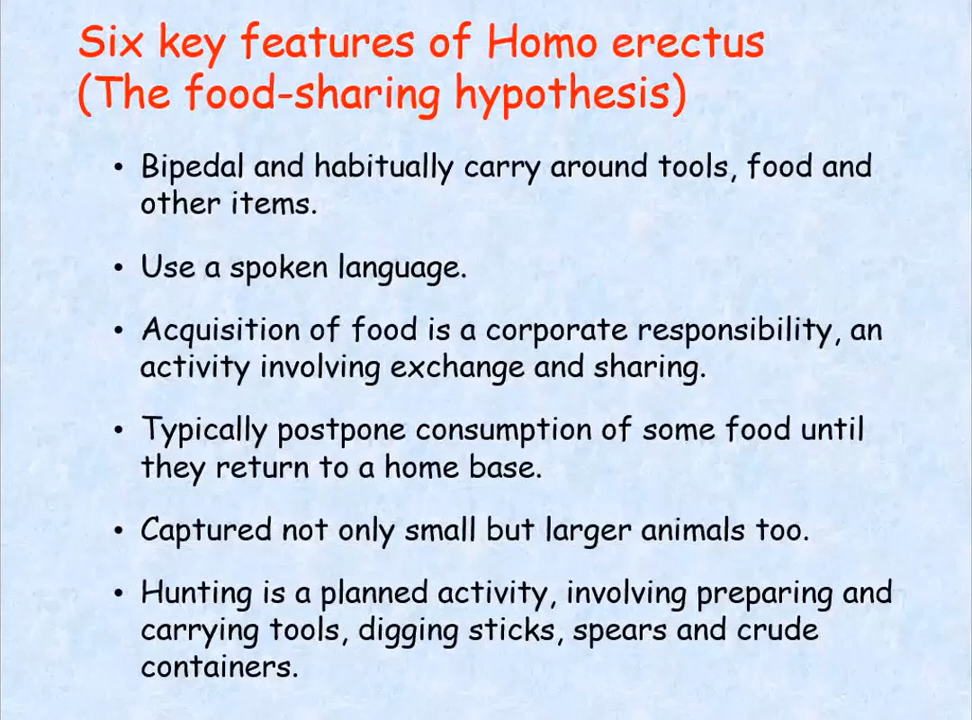 Six key features of Homo erectus
(The food-sharing hypothesis)
• Bipedal and habitually carry around tools, food and
other items.
• Use a spoken language.
• Acquisition of food is a corporate responsibility, an
activity involving exchange and sharing.
• Typically postpone consumption of some food until
they return to a home base.
• Captured not only small but larger animals too.
• Hunting is a planned activity, involving preparing and
carrying tools, digging sticks, spears and crude
containers.